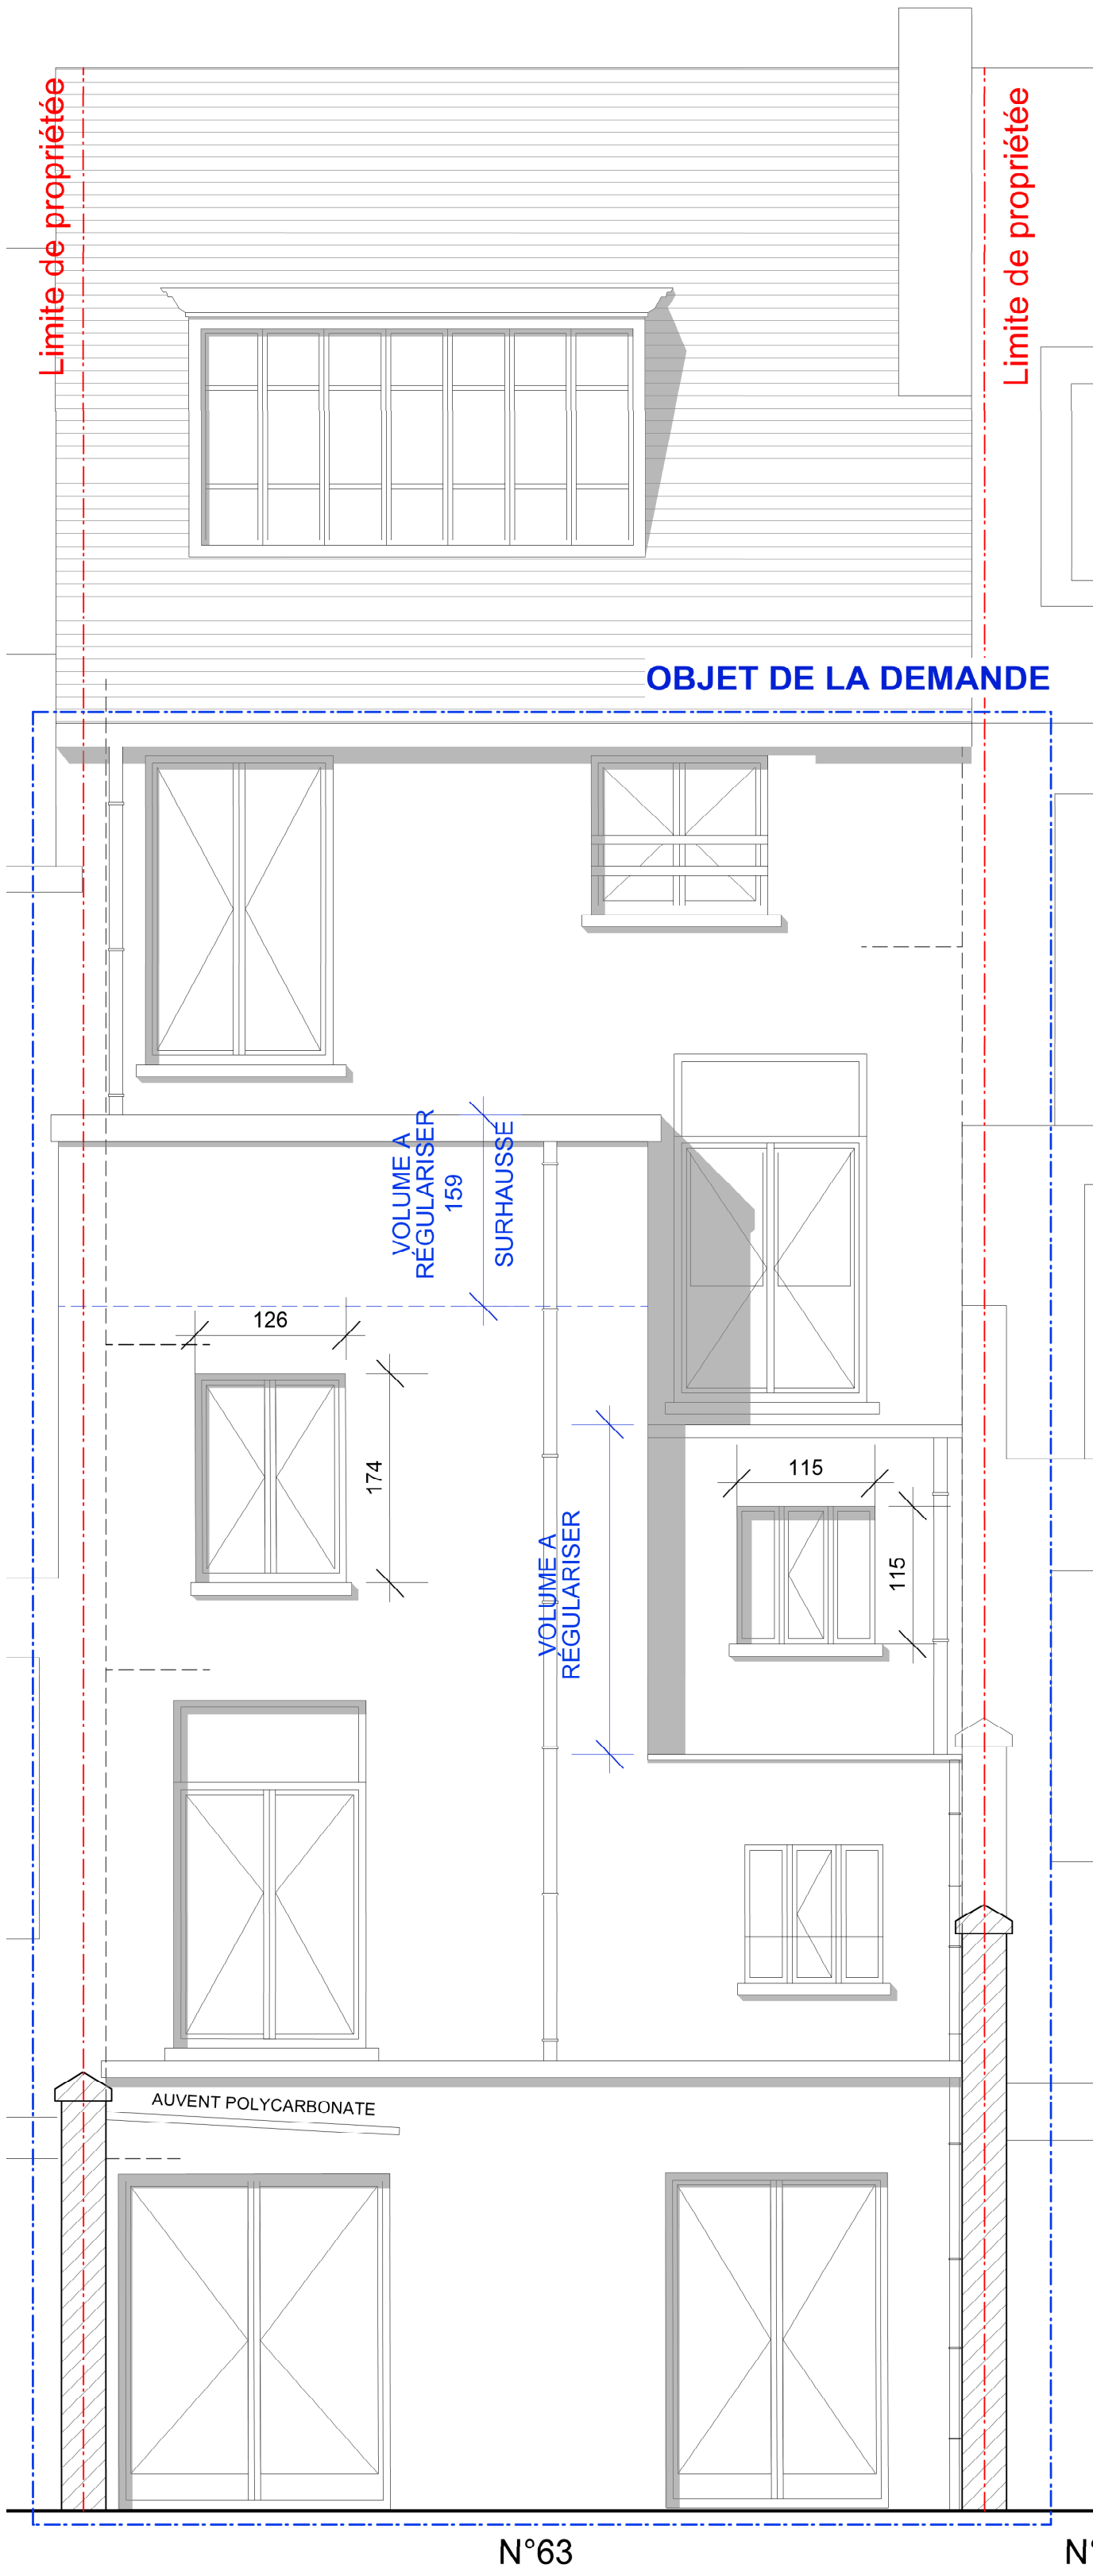 Limite de propriétée
Limite de propriétée
OBJET DE LA DEMANDE
VOLUME A
RÉGULARISER
159
SURHAUSSE
126
174
115
115
VOLUME A
RÉGULARISER
AUVENT POLYCARBONATE
N°63
N°